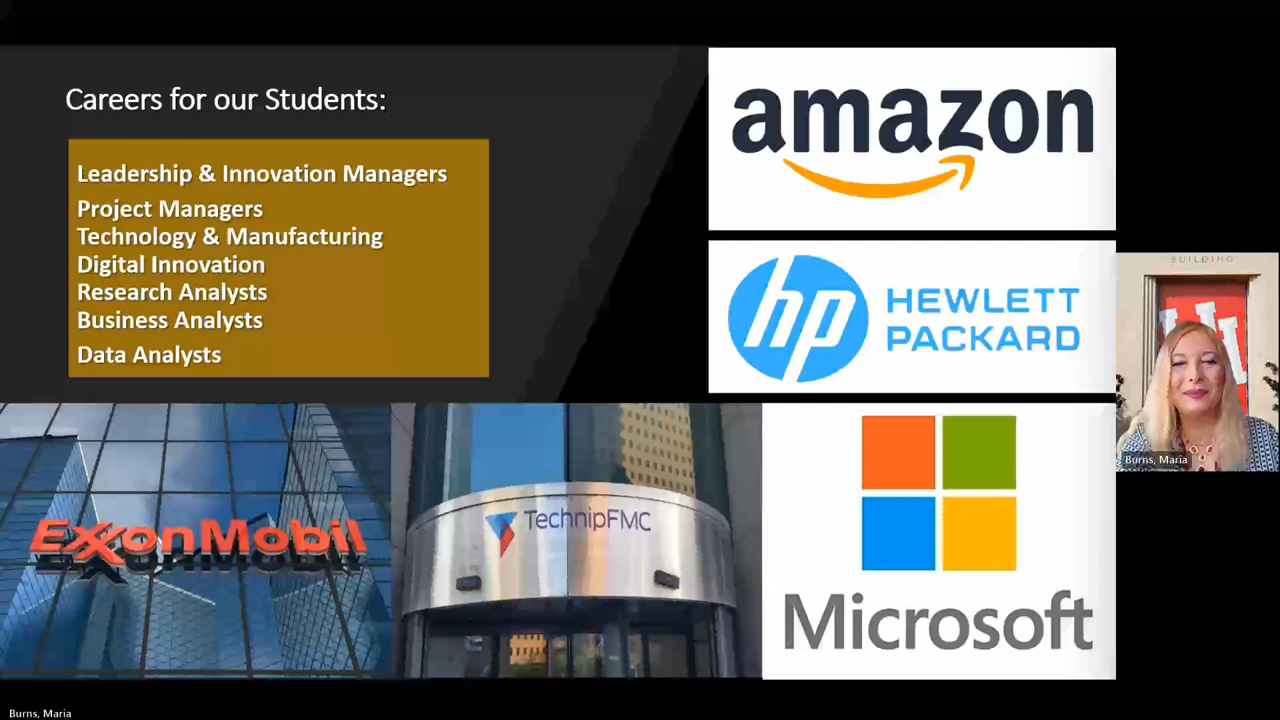 Careers for our Students:
Leadership & Innovation Managers
Project Managers
Technology & Manufacturing
Digital Innovation
Research Analysts
Business Analysts
Data Analysts
amazon
hp HEWLETT
PACKARD
ExxonMobil
TechnipFMC
Microsoft
BUILDING
Burns, Maria
Burns, Maria